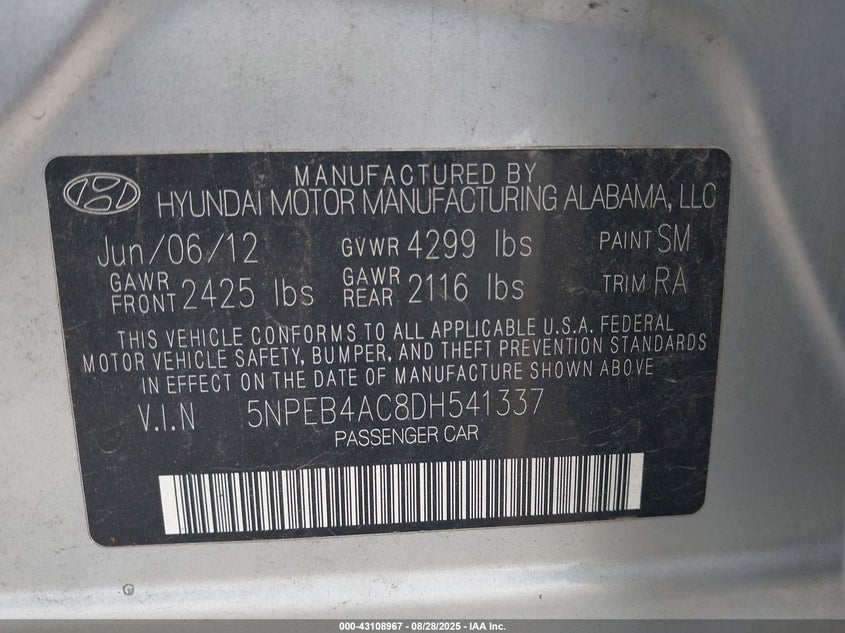 MANUFACTURED BY
HYUNDAI MOTOR MANUFACTURING ALABAMA, LLC
Jun/06/12 GVWR 4299 lbs PAINT SM
GAWR FRONT 2425 lbs GAWR REAR 2116 lbs TRIM RA
THIS VEHICLE CONFORMS TO ALL APPLICABLE U.S.A. FEDERAL
MOTOR VEHICLE SAFETY, BUMPER, AND THEFT PREVENTION STANDARDS
IN EFFECT ON THE DATE OF MANUFACTURE SHOWN ABOVE
V.I.N 5NPEB4AC8DH541337
PASSENGER CAR
000-43108967 - 08/28/2025 - IAA Inc.